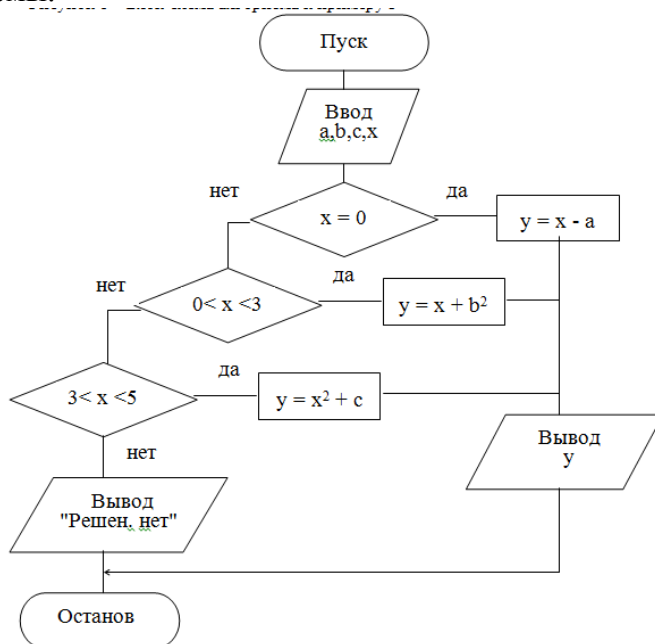 Пуск
Ввод
a,b,c,x
нет
да
x = 0
y = x - a
нет
да
0< x <3
y = x + b²
да
3< x <5
y = x² + c
нет
Вывод
y
Вывод
"Решен. нет"
Останов